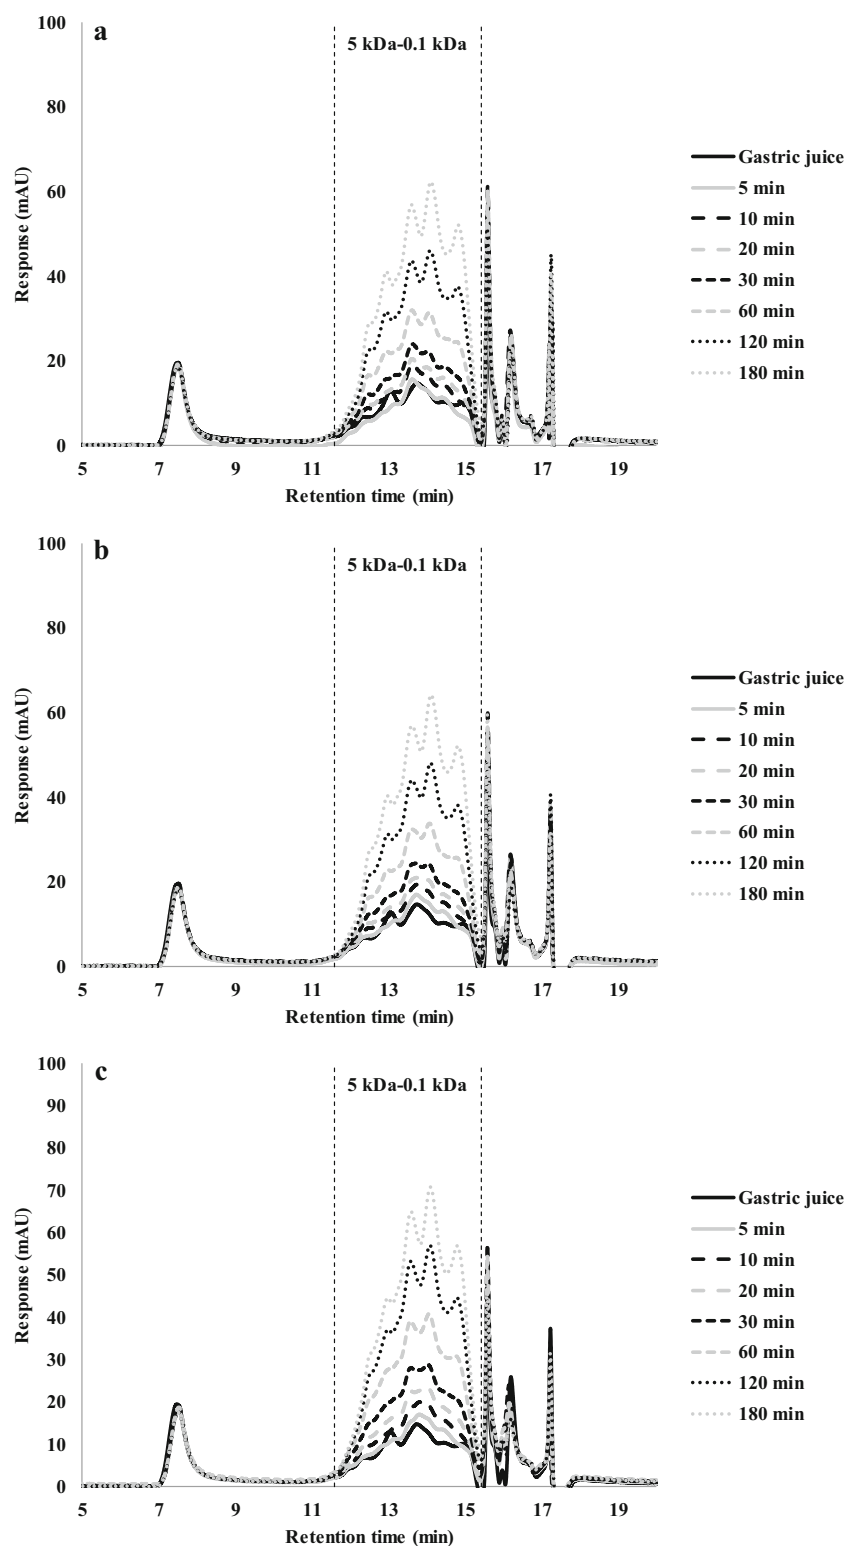 a
5 kDa-0.1 kDa
100
80
60
40
20
0
Response (mAU)
5 7 9 11 13 15 17 19
Retention time (min)
Gastric juice
5 min
10 min
20 min
30 min
60 min
120 min
180 min
b
5 kDa-0.1 kDa
100
80
60
40
20
0
Response (mAU)
5 7 9 11 13 15 17 19
Retention time (min)
Gastric juice
5 min
10 min
20 min
30 min
60 min
120 min
180 min
c
5 kDa-0.1 kDa
100
90
80
70
60
50
40
30
20
10
0
Response (mAU)
5 7 9 11 13 15 17 19
Retention time (min)
Gastric juice
5 min
10 min
20 min
30 min
60 min
120 min
180 min